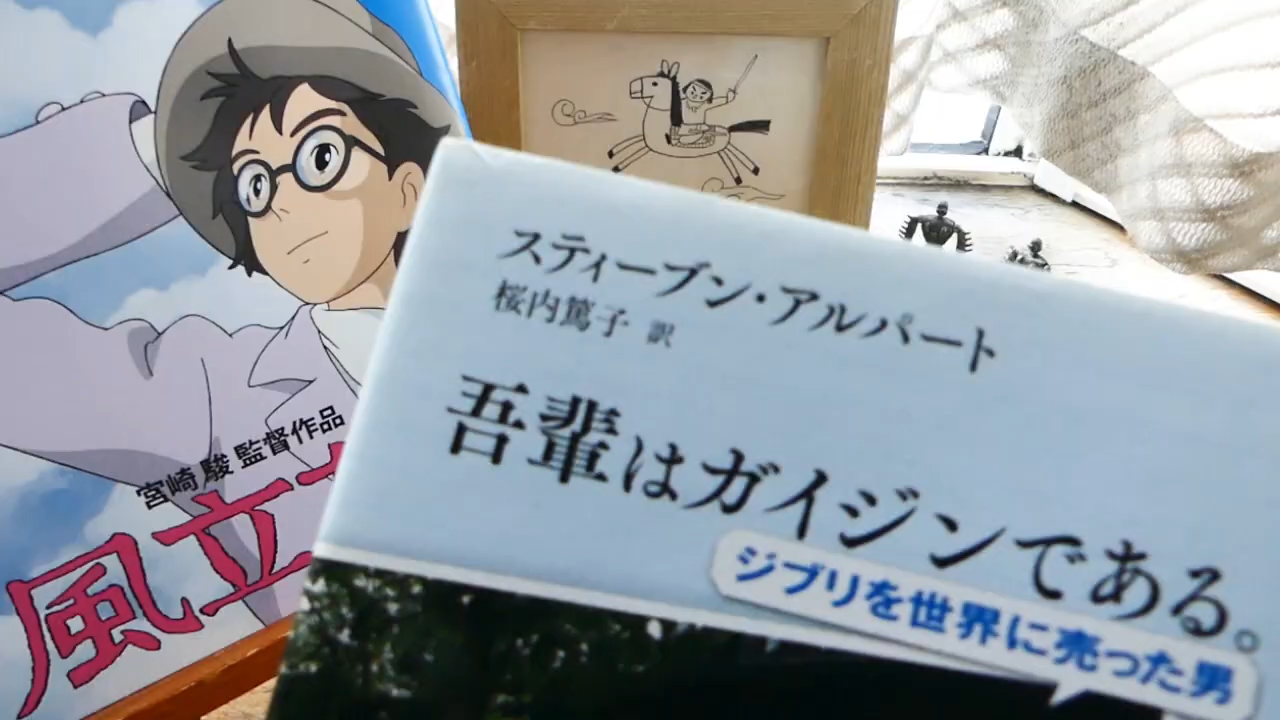 宮崎駿監督作品
風立
スティーブン・アルパート
桜内篤子 訳
吾輩はガイジンである。
ジブリを世界に売った男